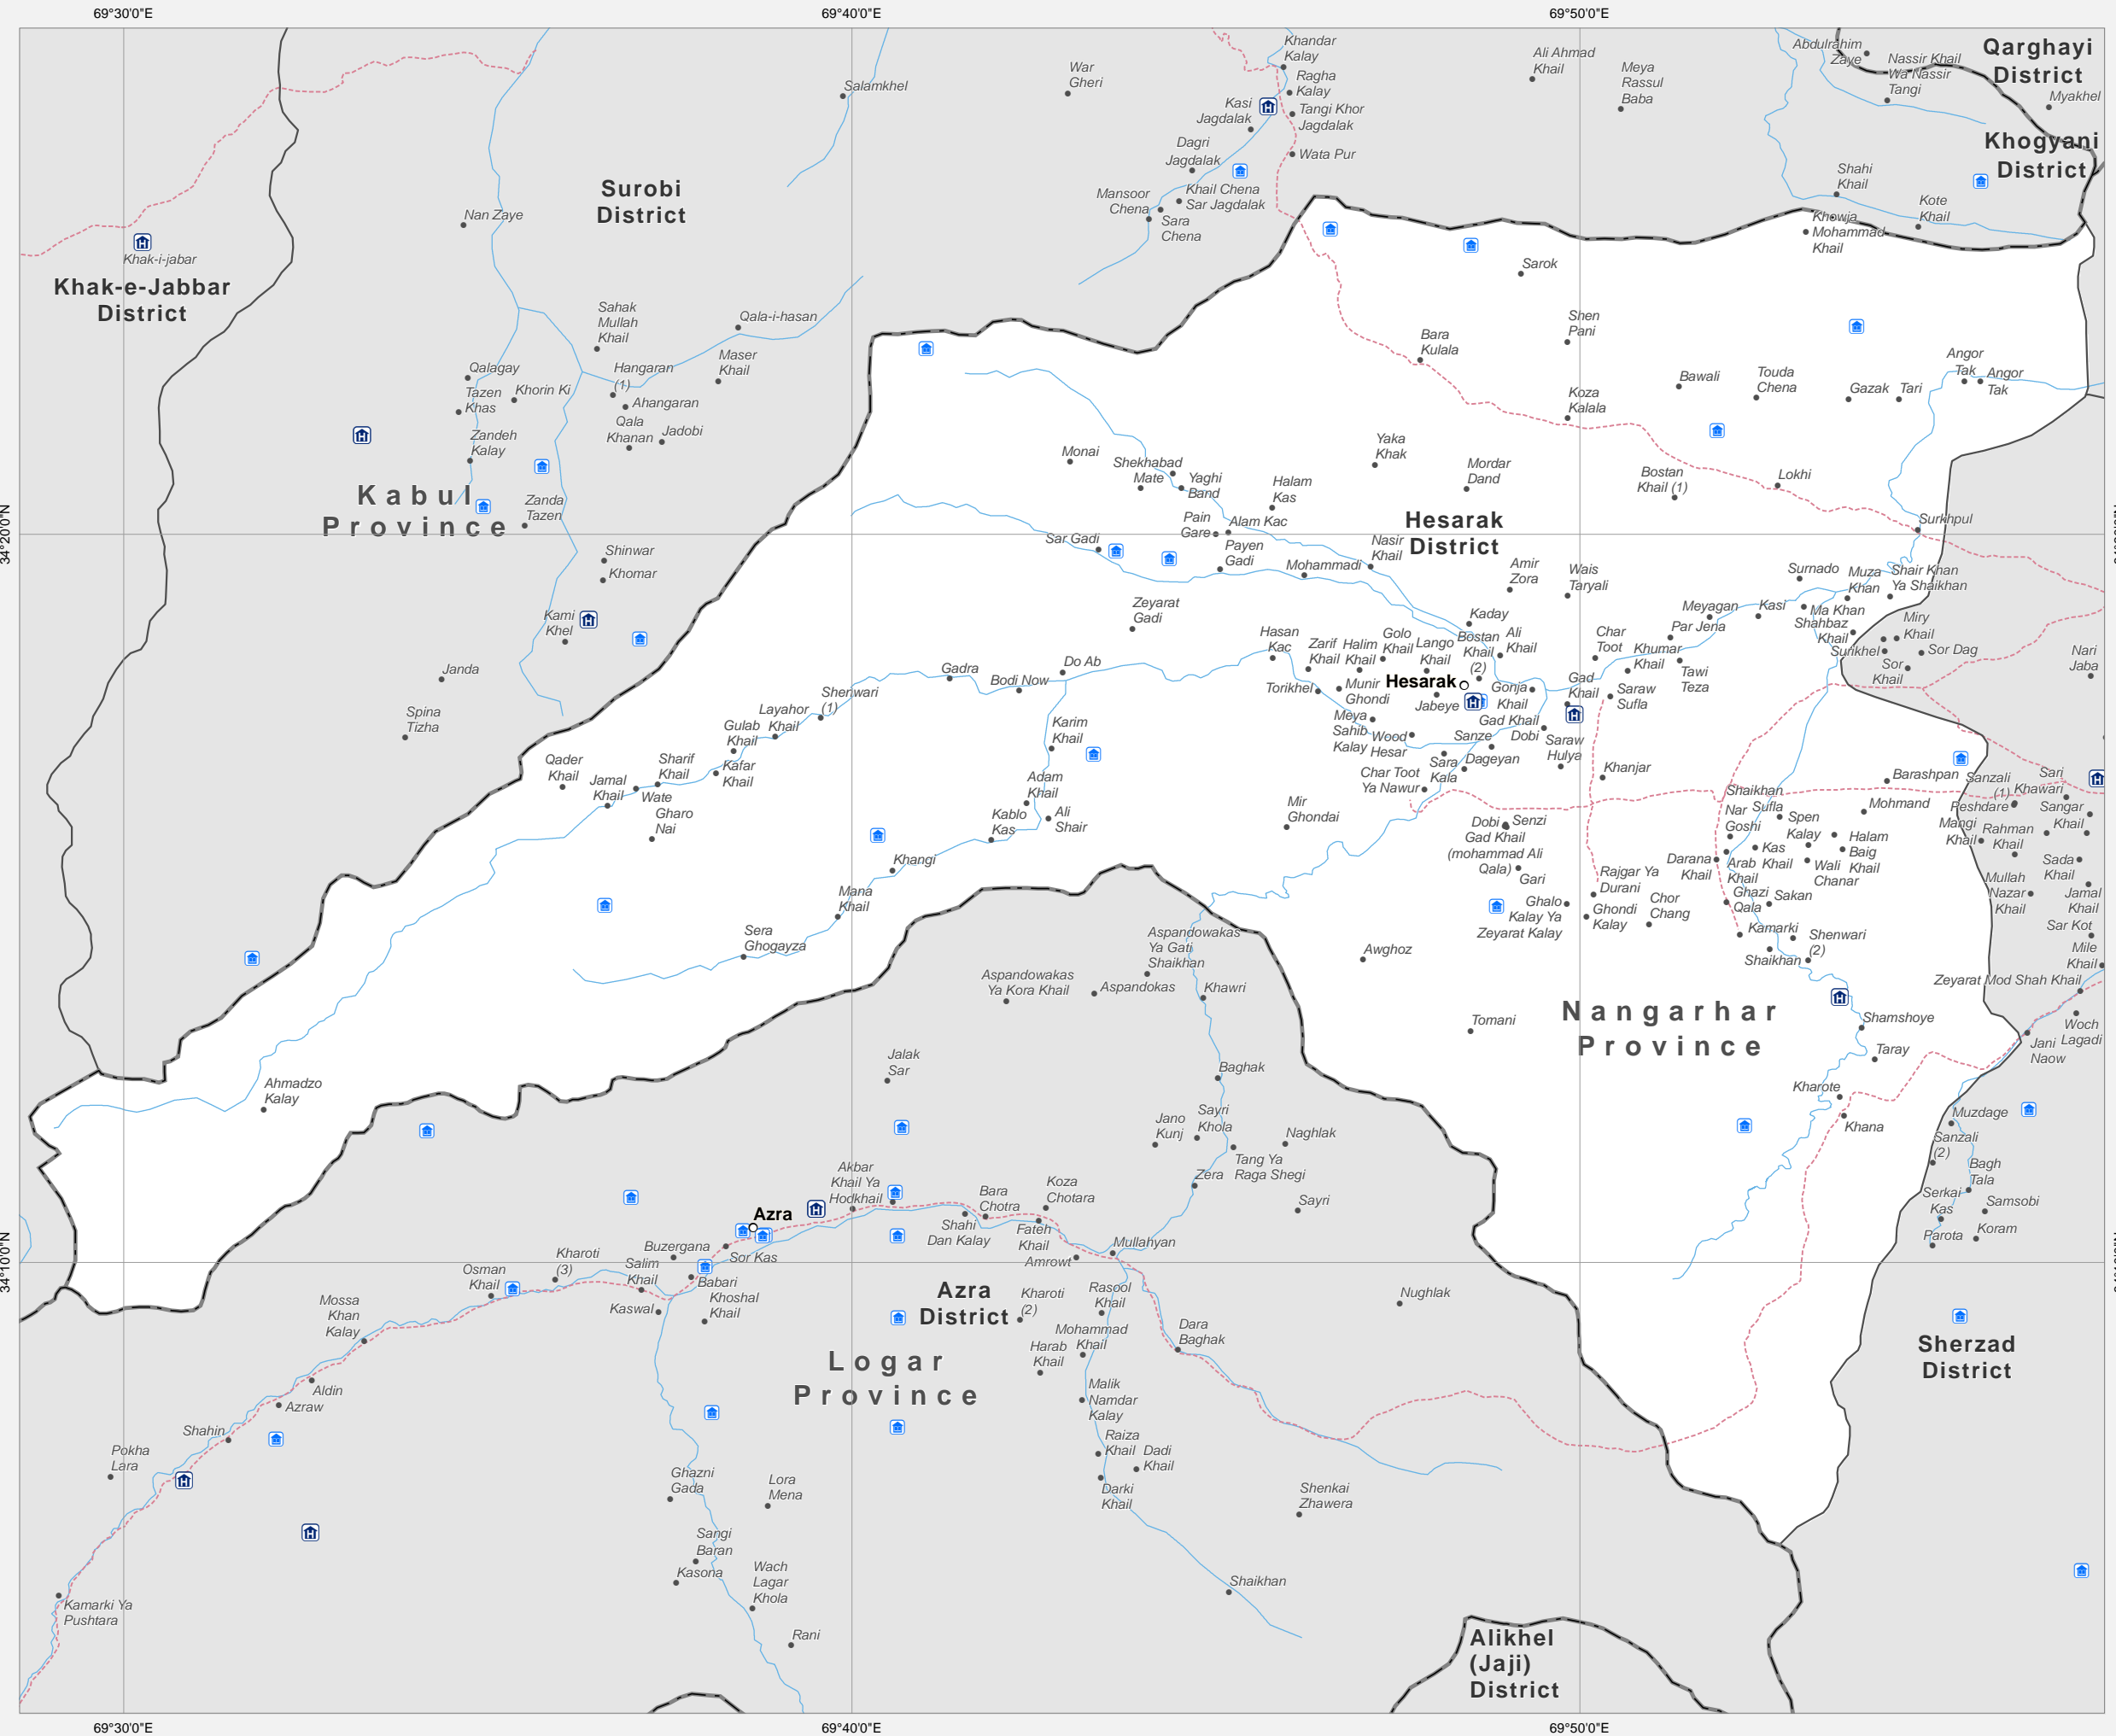 69°30'0"E
69°40'0"E
69°50'0"E
Khandar
Kalay
Ali Ahmad
Khail
Abdulrahim
Zaye
Qarghayi
District
Nassir Khail
Wa Nassir
Tangi
War
Gheri
Meya
Rassul
Baba
Ragha
Kalay
Salamkhel
Myakhel
Kasi
Jagdalak
Tangi Khor
Jagdalak
Khogyani
District
Dagri
Jagdalak
Wata Pur
Shahi
Khail
Surobi
District
Khail Chena
Sar Jagdalak
Mansoor
Chena
Sara
Chena
Kote
Khail
Khowja
Mohammad
Khail
Nan Zaye
Khak-i-jabar
Khak-e-Jabbar
District
Sarok
Sahak
Mullah
Khail
Qala-i-hasan
Shen
Pani
Bara
Kulala
Maser
Khail
Angor
Tak
Angor
Tak
Qalagay
Hangaran
(1)
Khorin Ki
Tazen
Khas
Ahangaran
Bawali
Touda
Chena
Gazak
Tari
Koza
Kalala
Qala
Khanan
Jadobi
Zandeh
Kalay
Monai
Shekhabad
Mate
Yaghi
Band
Yaka
Khak
Mordar
Dand
Bostan
Khail (1)
Lokhi
Halam
Kas
Kabul
Province
Zanda
Tazen
Hesarak
District
Pain
Gare
Alam Kac
Surkhpul
34°20'0"N
Sar Gadi
Payen
Gadi
Nasir
Khail
Mohammadi
Shinwar
Khomar
Amir
Zora
Wais
Taryali
Surnado
Muza
Khan
Shair Khan
Ya Shaikhan
Zeyarat
Gadi
Kami
Khel
Kaday
Meyagan
Kasi
Ma Khan
Par Jena
Shahbaz
Khail
Miry
Khail
Hasan
Kac
Zarif
Khail
Halim
Khail
Golo
Khail
Lango
Khail
Bostan
Khail
(2)
Ali
Khail
Char
Toot
Khumar
Khail
Surikhel
Sor Dag
Sor
Khail
Nari
Jaba
Janda
Gadra
Do Ab
Bodi Now
Torikhel
Munir
Ghondi
Hesarak
Jabeye
Gonja
Khail
Gad
Khail
Saraw
Sufla
Tawi
Teza
Spina
Tizha
Shenwari
(1)
Layahor
Khail
Gulab
Khail
Karim
Khail
Meya
Sahib
Kalay
Wood
Hesar
Sanze
Gad Khail
Dobi
Saraw
Hulya
Qader
Khail
Sharif
Khail
Kafar
Khail
Jamal
Khail
Wate
Gharo
Nai
Sara
Kala
Dageyan
Char Toot
Ya Nawur
Khanjar
Barashpan
Sanzali
(1)
Sari
Khawari
Adam
Khail
Ali
Shair
Kablo
Kas
Mir
Ghondai
Shaikhan
Sufla
Nar
Goshi
Spen
Kalay
Mohmand
Peshdare
Sangar
Khail
Mangi
Khail
Rahman
Khail
Dobi
Senzi
Gad Khail
(mohammad Ali
Qala)
Gari
Khangi
Darana
Khail
Arab
Khail
Kas
Khail
Halam
Baig
Khail
Wali
Chanar
Sada
Khail
Rajgar Ya
Durani
Ghazi
Qala
Sakan
Mullah
Nazar
Khail
Jamal
Khail
Mana
Khail
Ghalo
Kalay Ya
Zeyarat Kalay
Ghondi
Kalay
Chor
Chang
Sera
Ghogayza
Kamarki
Shenwari
(2)
Shaikhan
Sar Kot
Mile
Khail
Aspandowakas
Ya Gati
Shaikhan
Awghoz
Aspandowakas
Ya Kora Khail
Aspandokas
Khawri
Zeyarat Mod Shah Khail
Nangarhar
Province
Tomani
Shamshoye
Woch
Lagadi
Jani
Naow
Taray
Jalak
Sar
Baghak
Ahmadzo
Kalay
Kharote
Khana
Muzdage
Jano
Kunj
Sayri
Khola
Naghlak
Sanzali
(2)
Tang Ya
Raga Shegi
Zera
Bagh
Tala
Akbar
Khail Ya
Hodkhail
Bara
Chotra
Koza
Chotara
Sayri
Serkai
Kas
Samsobi
Azra
Shahi
Dan Kalay
Fateh
Khail
Amrowt
Mullahyan
Parota
Koram
34°10'0"N
Buzergana
Sor Kas
Kharoti
(3)
Salim
Khail
Osman
Khail
Babari
Khoshal
Khail
Kaswal
Azra
District
Kharoti
(2)
Rasool
Khail
Nughlak
Mossa
Khan
Kalay
Mohammad
Khail
Harab
Khail
Dara
Baghak
Sherzad
District
Logar
Province
Aldin
Azraw
Malik
Namdar
Kalay
Shahin
Raiza
Khail
Dadi
Khail
Pokha
Lara
Ghazni
Gada
Lora
Mena
Darki
Khail
Shenkai
Zhawera
Sangi
Baran
Kasona
Wach
Lagar
Khola
Shaikhan
Kamarki Ya
Pushtara
Rani
Alikhel
(Jaji)
District
69°30'0"E
69°40'0"E
69°50'0"E